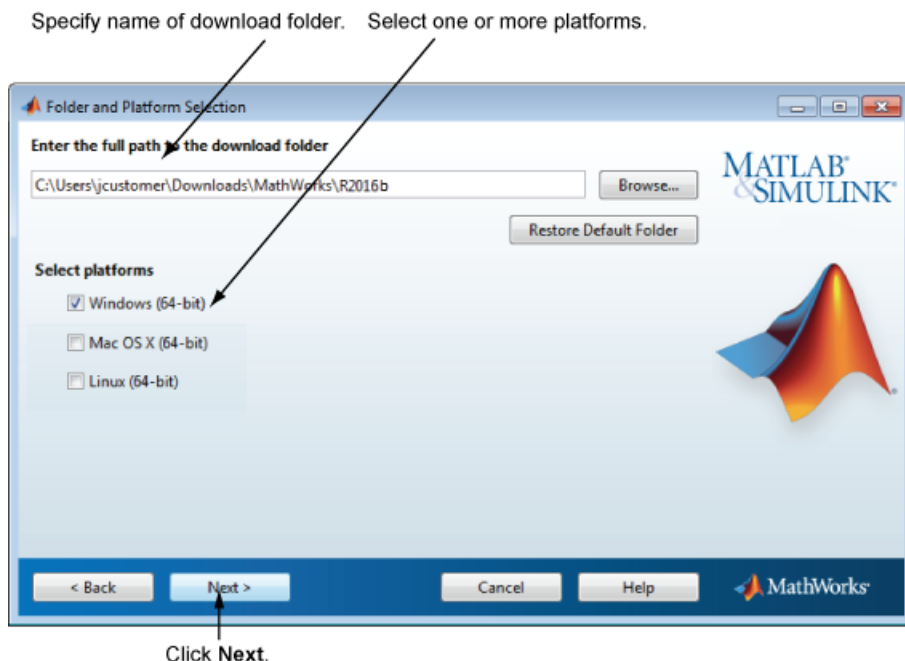 Specify name of download folder. Select one or more platforms.
Folder and Platform Selection
Enter the full path to the download folder
C:\Users\jcustomer\Downloads\MathWorks\R2016b
Browse...
MATLAB®
&SIMULINK®
Restore Default Folder
Select platforms
Windows (64-bit)
Mac OS X (64-bit)
Linux (64-bit)
< Back Next > Cancel Help MathWorks®
Click Next.